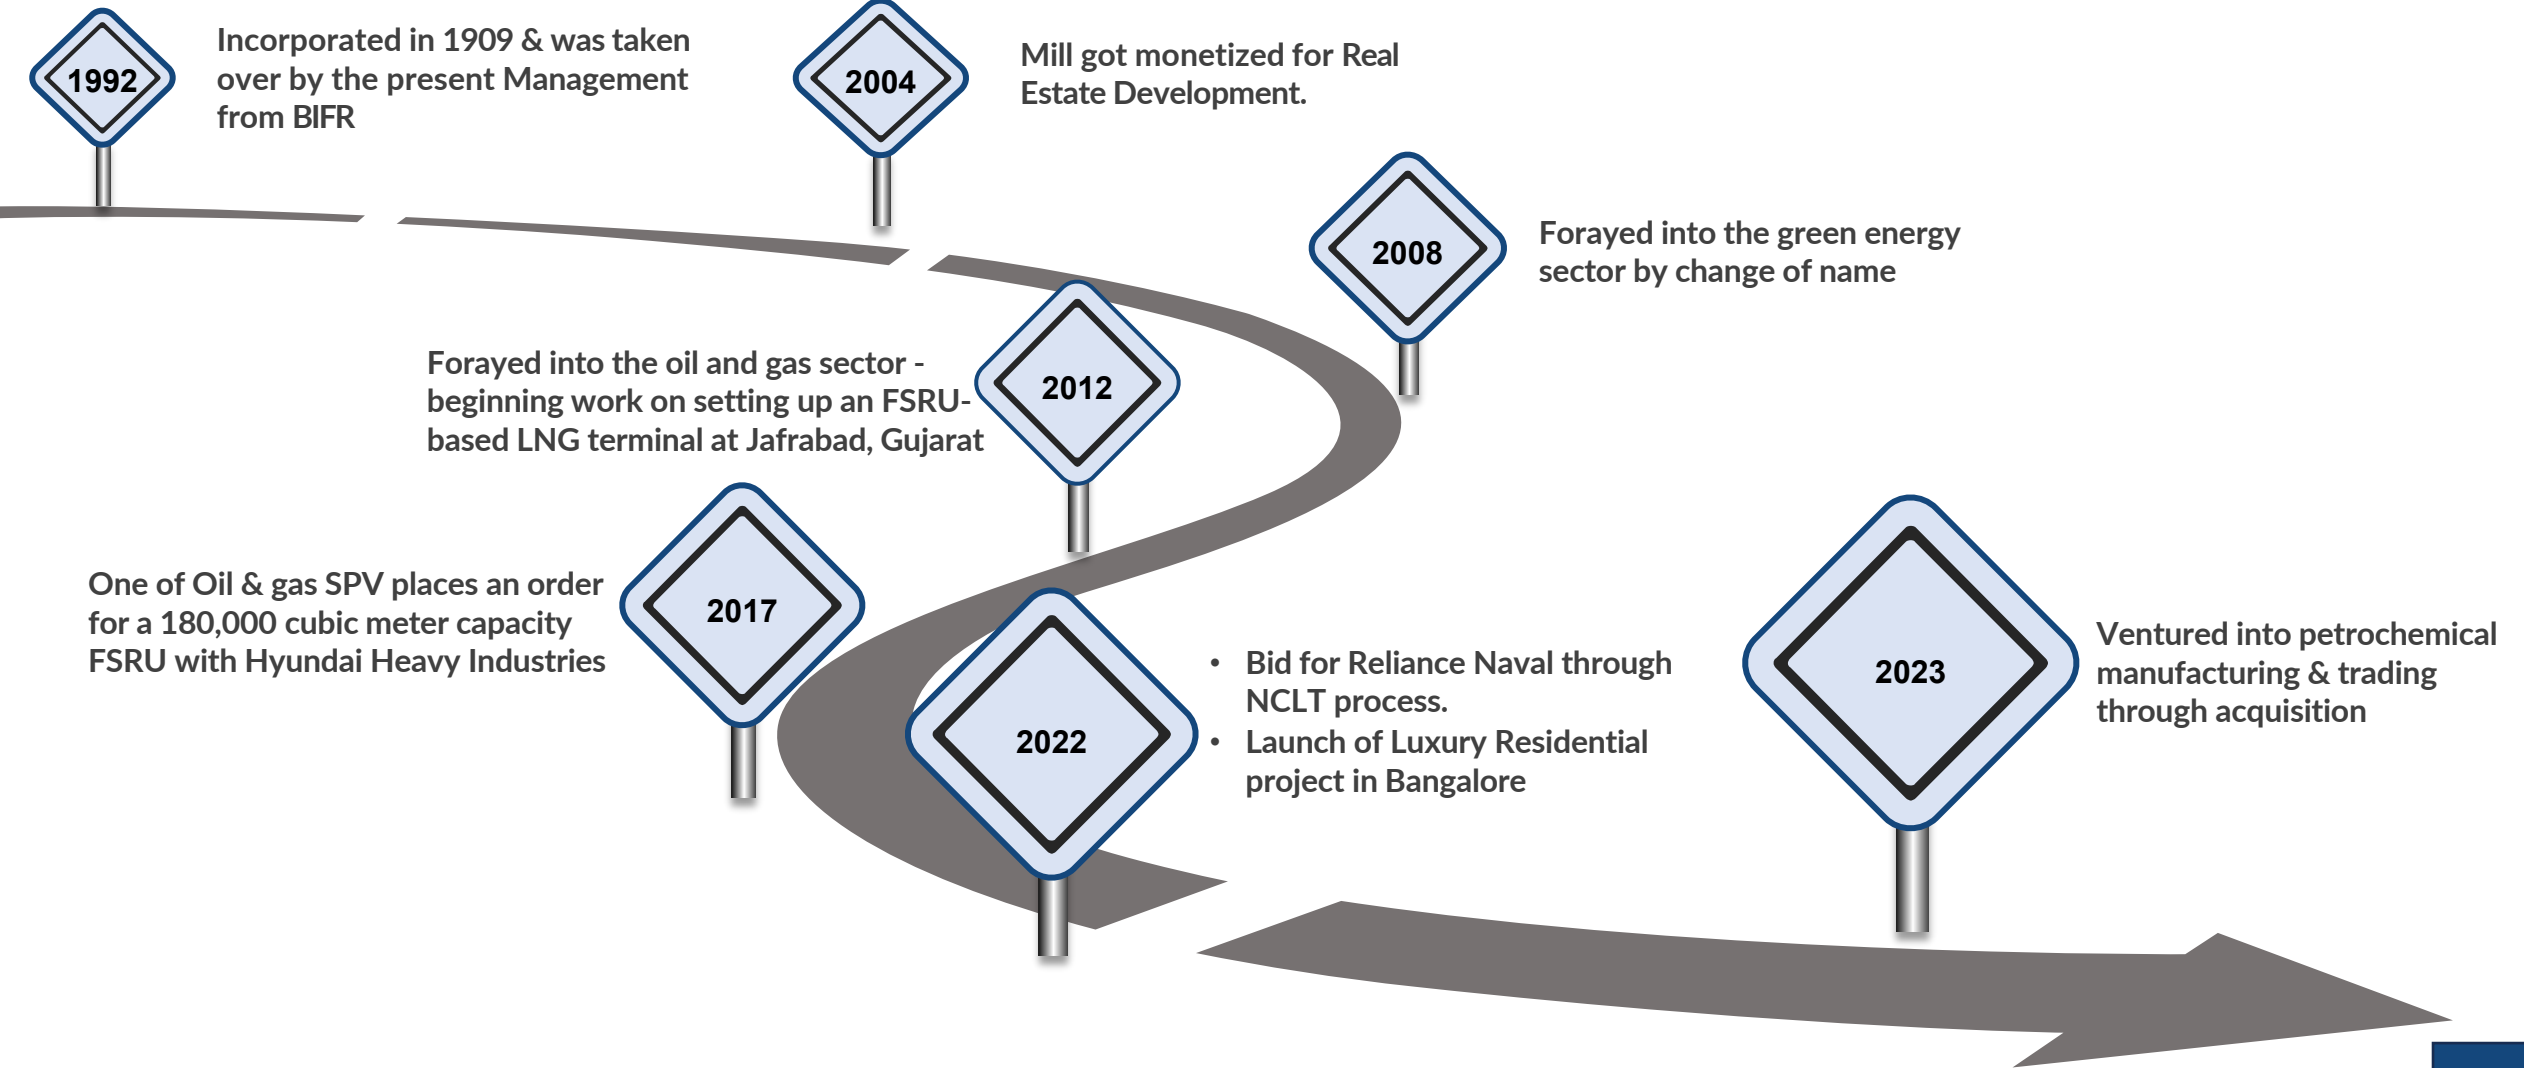 1992
Incorporated in 1909 & was taken
over by the present Management
from BIFR
2004
Mill got monetized for Real
Estate Development.
2008
Forayed into the green energy
sector by change of name
Forayed into the oil and gas sector -
beginning work on setting up an FSRU-
based LNG terminal at Jafrabad, Gujarat
2012
One of Oil & gas SPV places an order
for a 180,000 cubic meter capacity
FSRU with Hyundai Heavy Industries
2017
2022
• Bid for Reliance Naval through
NCLT process.
• Launch of Luxury Residential
project in Bangalore
2023
Ventured into petrochemical
manufacturing & trading
through acquisition